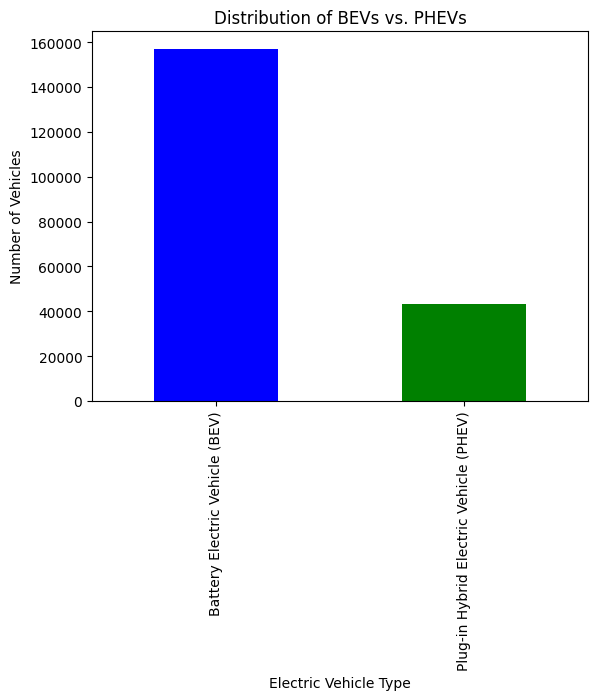 Distribution of BEVs vs. PHEVs
Number of Vehicles
160000
140000
120000
100000
80000
60000
40000
20000
0
Battery Electric Vehicle (BEV)
Plug-in Hybrid Electric Vehicle (PHEV)
Electric Vehicle Type